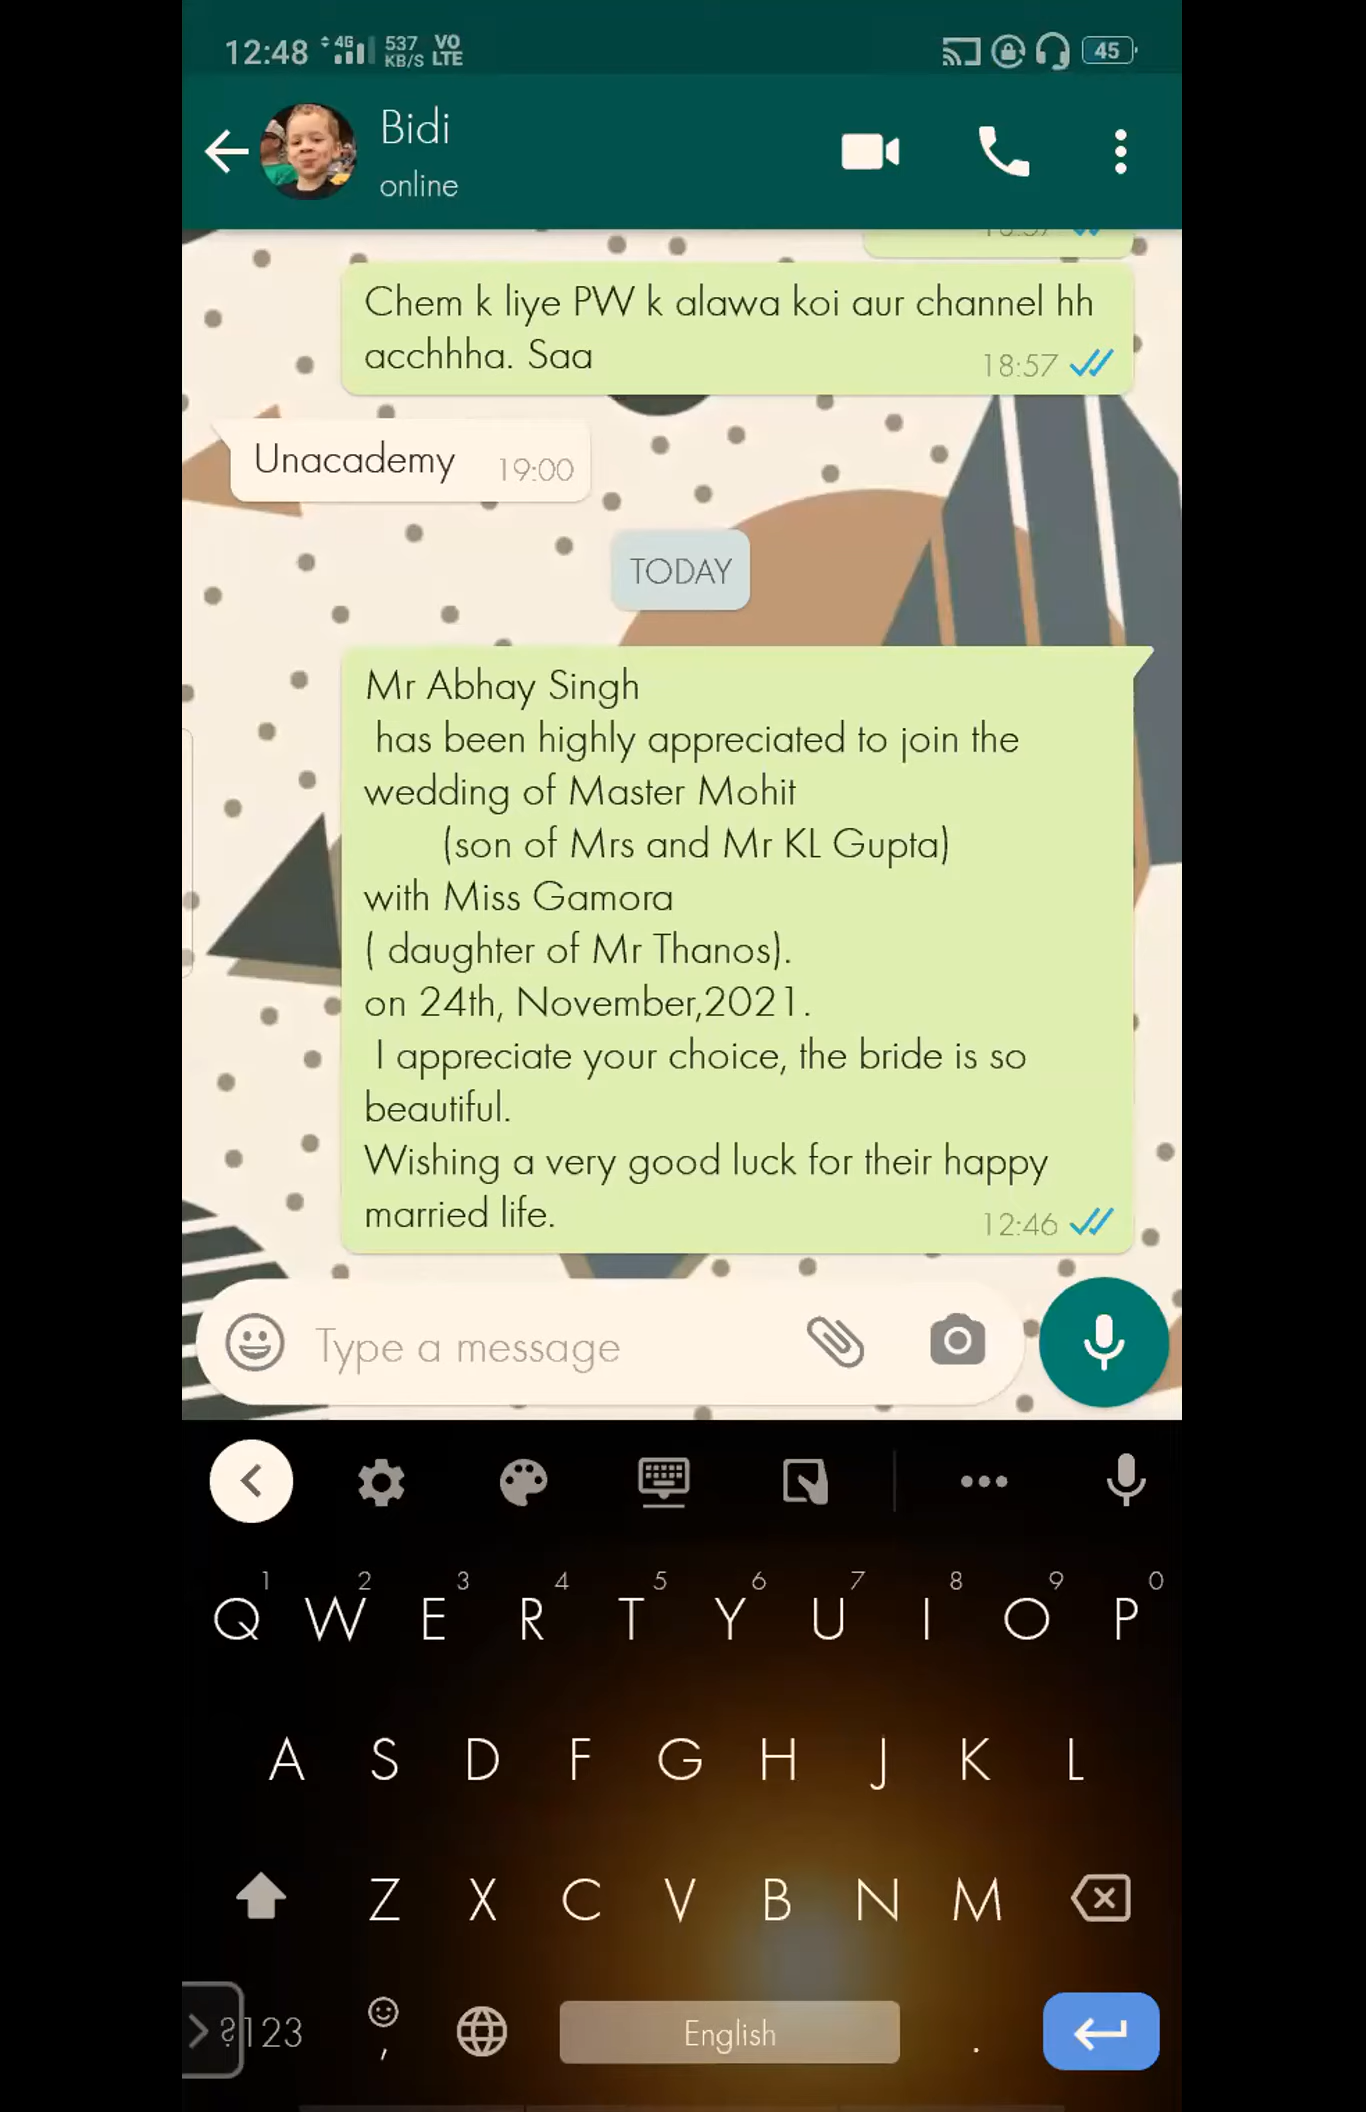 12:48 4G 537 KB/S VO LTE 45
Bidi
online
Chem k liye PW k alawa koi aur channel hh
acchhha. Saa 18:57
Unacademy 19:00
TODAY
Mr Abhay Singh
has been highly appreciated to join the
wedding of Master Mohit
(son of Mrs and Mr KL Gupta)
with Miss Gamora
( daughter of Mr Thanos).
on 24th, November,2021.
I appreciate your choice, the bride is so
beautiful.
Wishing a very good luck for their happy
married life. 12:46
Type a message
1 2 3 4 5 6 7 8 9 0
Q W E R T Y U I O P
A S D F G H J K L
Z X C V B N M
?123 , English .